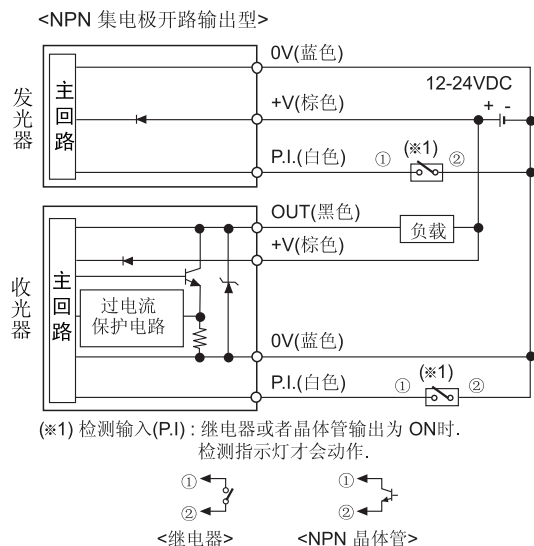 <NPN 集电极开路输出型>
0V(蓝色)
12-24VDC
+ -
发光器
主回路
+V(棕色)
P.I.(白色)
① (※1) ②
OUT(黑色)
负载
+V(棕色)
收光器
主回路
过电流
保护电路
0V(蓝色)
P.I.(白色)
① (※1) ②
(※1) 检测输入(P.I) : 继电器或者晶体管输出为 ON时.
检测指示灯才会动作.
① ①
② ②
<继电器> <NPN 晶体管>